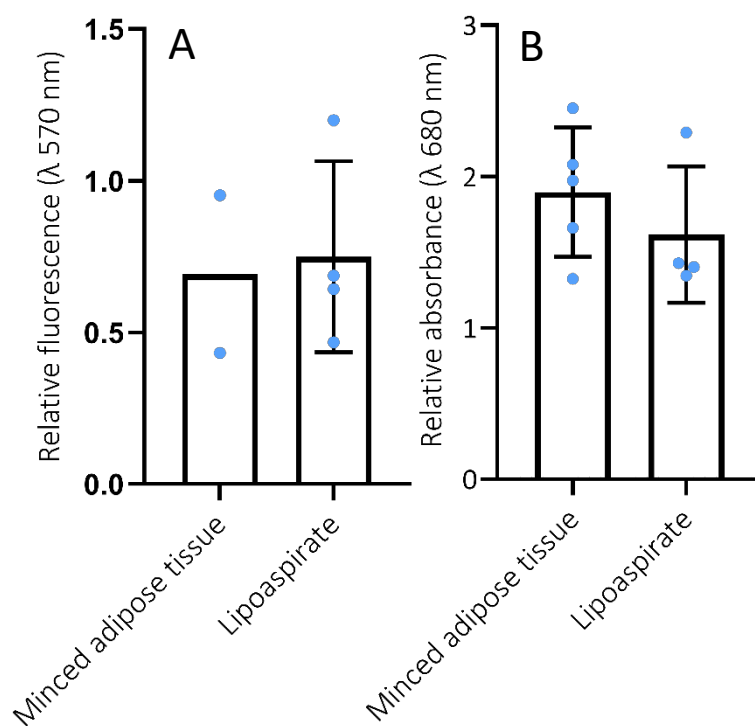 A
Relative fluorescence (λ 570 nm)
1.5
1.0
0.5
0.0
Minced adipose tissue
Lipoaspirate
B
Relative absorbance (λ 680 nm)
3
2
1
0
Minced adipose tissue
Lipoaspirate